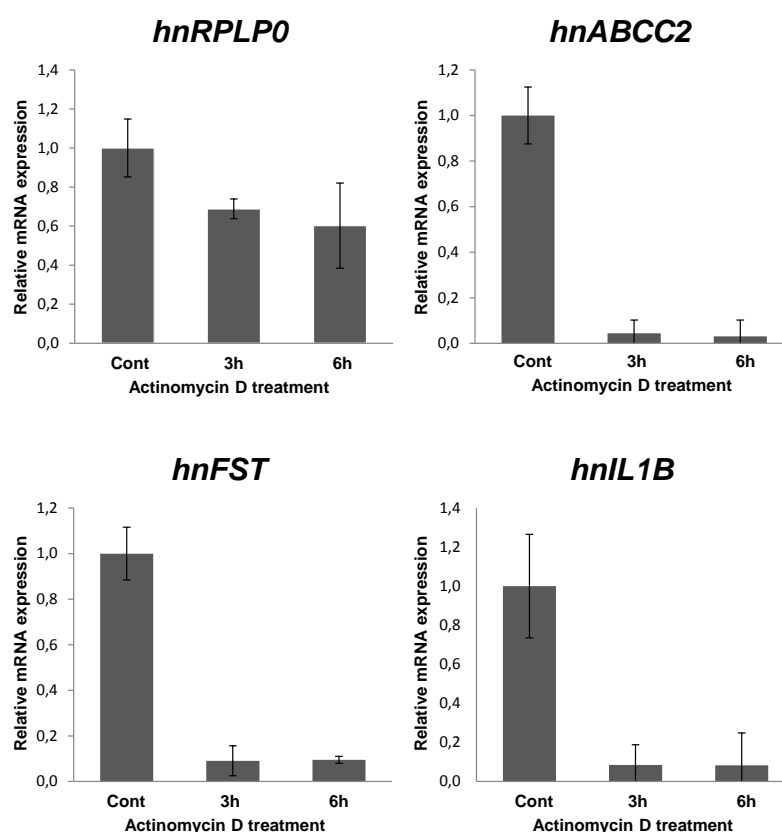 hnRPLP0
Relative mRNA expression
1,4
1,2
1,0
0,8
0,6
0,4
0,2
0,0
Cont 3h 6h
Actinomycin D treatment
hnABCC2
Relative mRNA expression
1,2
1,0
0,8
0,6
0,4
0,2
0,0
Cont 3h 6h
Actinomycin D treatment
hnFST
Relative mRNA expression
1,2
1,0
0,8
0,6
0,4
0,2
0,0
Cont 3h 6h
Actinomycin D treatment
hnIL1B
Relative mRNA expression
1,4
1,2
1,0
0,8
0,6
0,4
0,2
0,0
Cont 3h 6h
Actinomycin D treatment